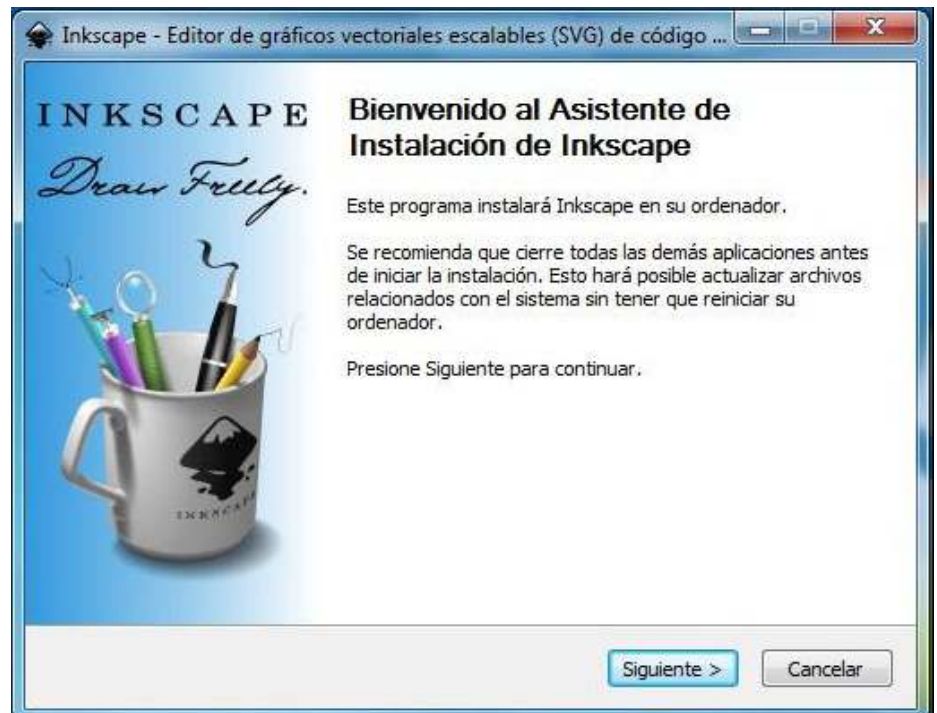 Inkscape - Editor de gráficos vectoriales escalables (SVG) de código ...
INKSCAPE
Draw Freely.
Bienvenido al Asistente de
Instalación de Inkscape
Este programa instalará Inkscape en su ordenador.
Se recomienda que cierre todas las demás aplicaciones antes
de iniciar la instalación. Esto hará posible actualizar archivos
relacionados con el sistema sin tener que reiniciar su
ordenador.
Presione Siguiente para continuar.
INKSCAPE
Siguiente >
Cancelar